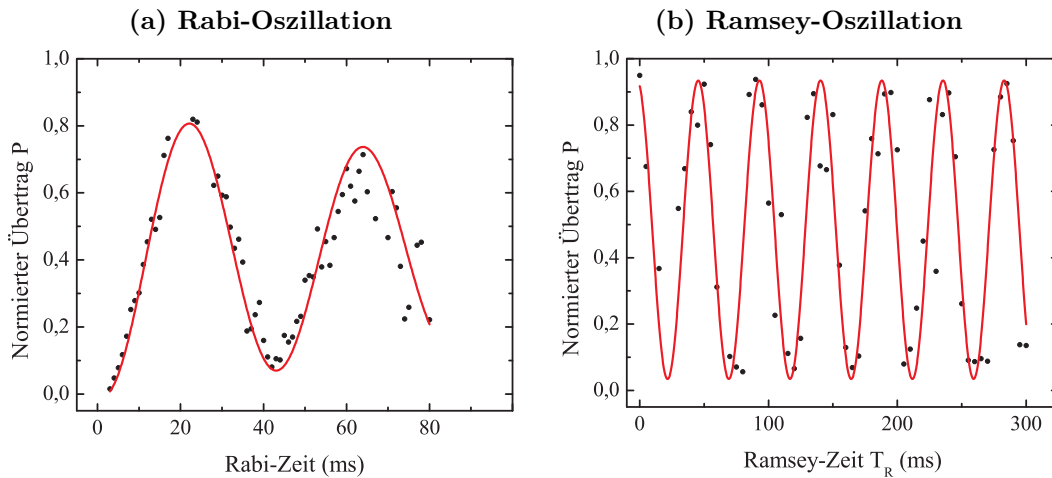 (a) Rabi-Oszillation
Normierter Übertrag P
1,0
0,8
0,6
0,4
0,2
0,0
0 20 40 60 80
Rabi-Zeit (ms)
(b) Ramsey-Oszillation
Normierter Übertrag P
1,0
0,8
0,6
0,4
0,2
0,0
0 100 200 300
Ramsey-Zeit T_R (ms)